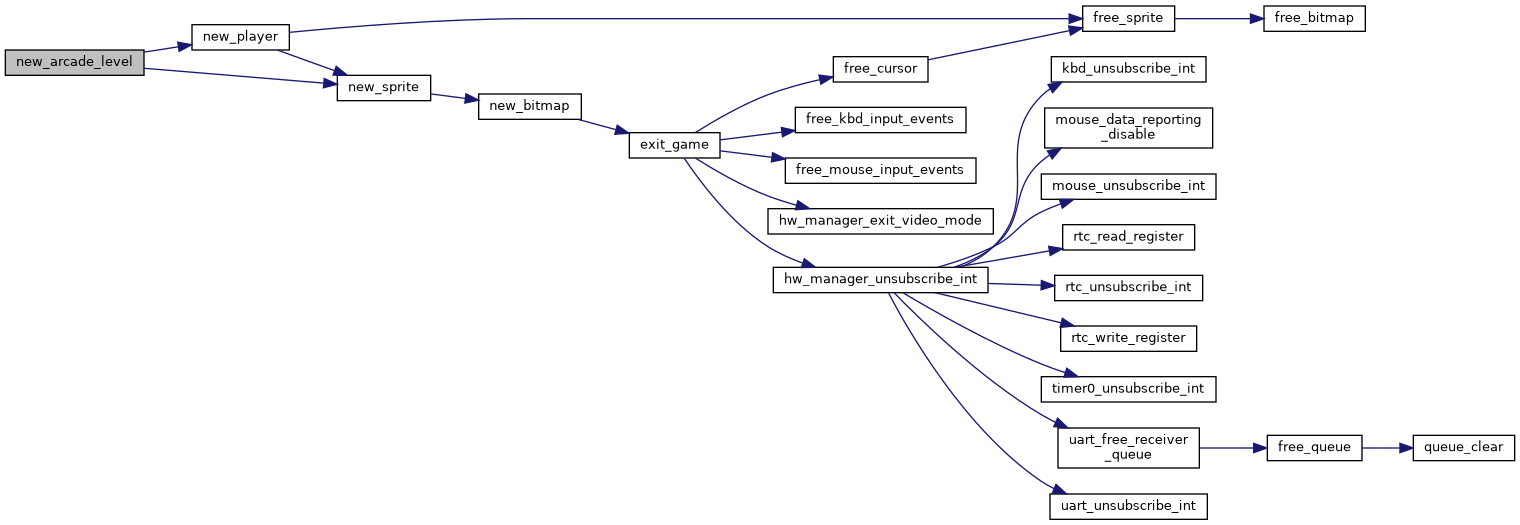 new_arcade_level
new_player
new_sprite
new_bitmap
exit_game
free_cursor
free_kbd_input_events
free_mouse_input_events
hw_manager_exit_video_mode
hw_manager_unsubscribe_int
free_sprite
free_bitmap
kbd_unsubscribe_int
mouse_data_reporting
_disable
mouse_unsubscribe_int
rtc_read_register
rtc_unsubscribe_int
rtc_write_register
timer0_unsubscribe_int
uart_free_receiver
_queue
free_queue
queue_clear
uart_unsubscribe_int